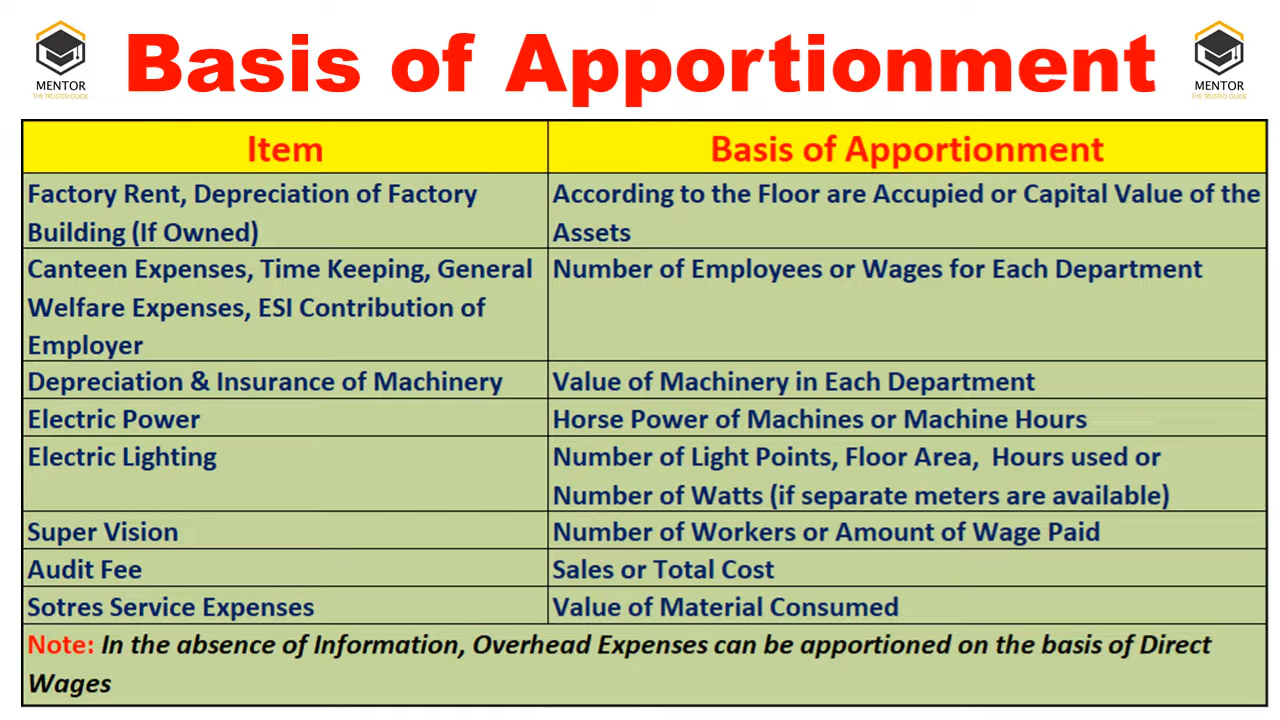 Basis of Apportionment
MENTOR
THE TRUSTED GUIDE
MENTOR
THE TRUSTED GUIDE
Item
Basis of Apportionment
Factory Rent, Depreciation of Factory
Building (If Owned)
According to the Floor are Accupied or Capital Value of the
Assets
Canteen Expenses, Time Keeping, General
Welfare Expenses, ESI Contribution of
Employer
Number of Employees or Wages for Each Department
Depreciation & Insurance of Machinery
Value of Machinery in Each Department
Electric Power
Horse Power of Machines or Machine Hours
Electric Lighting
Number of Light Points, Floor Area,  Hours used or
Number of Watts (if separate meters are available)
Super Vision
Number of Workers or Amount of Wage Paid
Audit Fee
Sales or Total Cost
Sotres Service Expenses
Value of Material Consumed
Note: In the absence of Information, Overhead Expenses can be apportioned on the basis of Direct
Wages